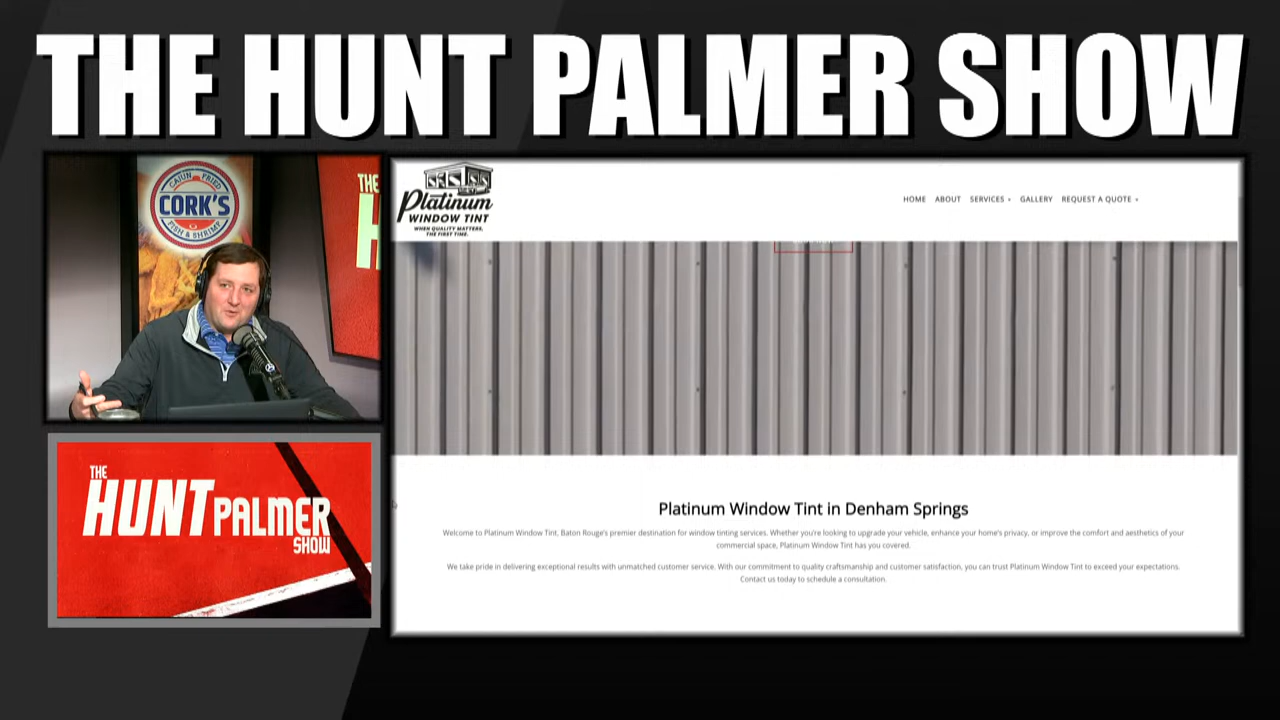 THE HUNT PALMER SHOW
CAJUN FRIED
CORK'S
FISH & SHRIMP
THE
H
Platinum
WINDOW TINT
WHEN QUALITY MATTERS,
THE FIRST TIME.
HOME ABOUT SERVICES GALLERY REQUEST A QUOTE
THE
HUNT PALMER
SHOW
Platinum Window Tint in Denham Springs
Welcome to Platinum Window Tint, Baton Rouge's premier destination for window tinting services. Whether you're looking to upgrade your vehicle, enhance your home's privacy, or improve the comfort and aesthetics of your
commercial space, Platinum Window Tint has you covered.
We take pride in delivering exceptional results with unmatched customer service. With our commitment to quality craftsmanship and customer satisfaction, you can trust Platinum Window Tint to exceed your expectations.
Contact us today to schedule a consultation.